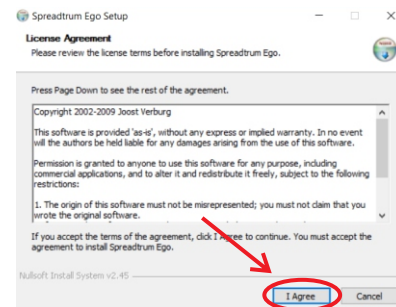 Spreadtrum Ego Setup
License Agreement
Please review the license terms before installing Spreadtrum Ego.
Press Page Down to see the rest of the agreement.
Copyright 2002-2009 Joost Verburg
This software is provided 'as-is', without any express or implied warranty. In no event
will the authors be held liable for any damages arising from the use of this software.
Permission is granted to anyone to use this software for any purpose, including
commercial applications, and to alter it and redistribute it freely, subject to the following
restrictions:
1. The origin of this software must not be misrepresented; you must not claim that you
wrote the original software.
If you accept the terms of the agreement, click I Agree to continue. You must accept the
agreement to install Spreadtrum Ego.
Nullsoft Install System v2.45
I Agree
Cancel